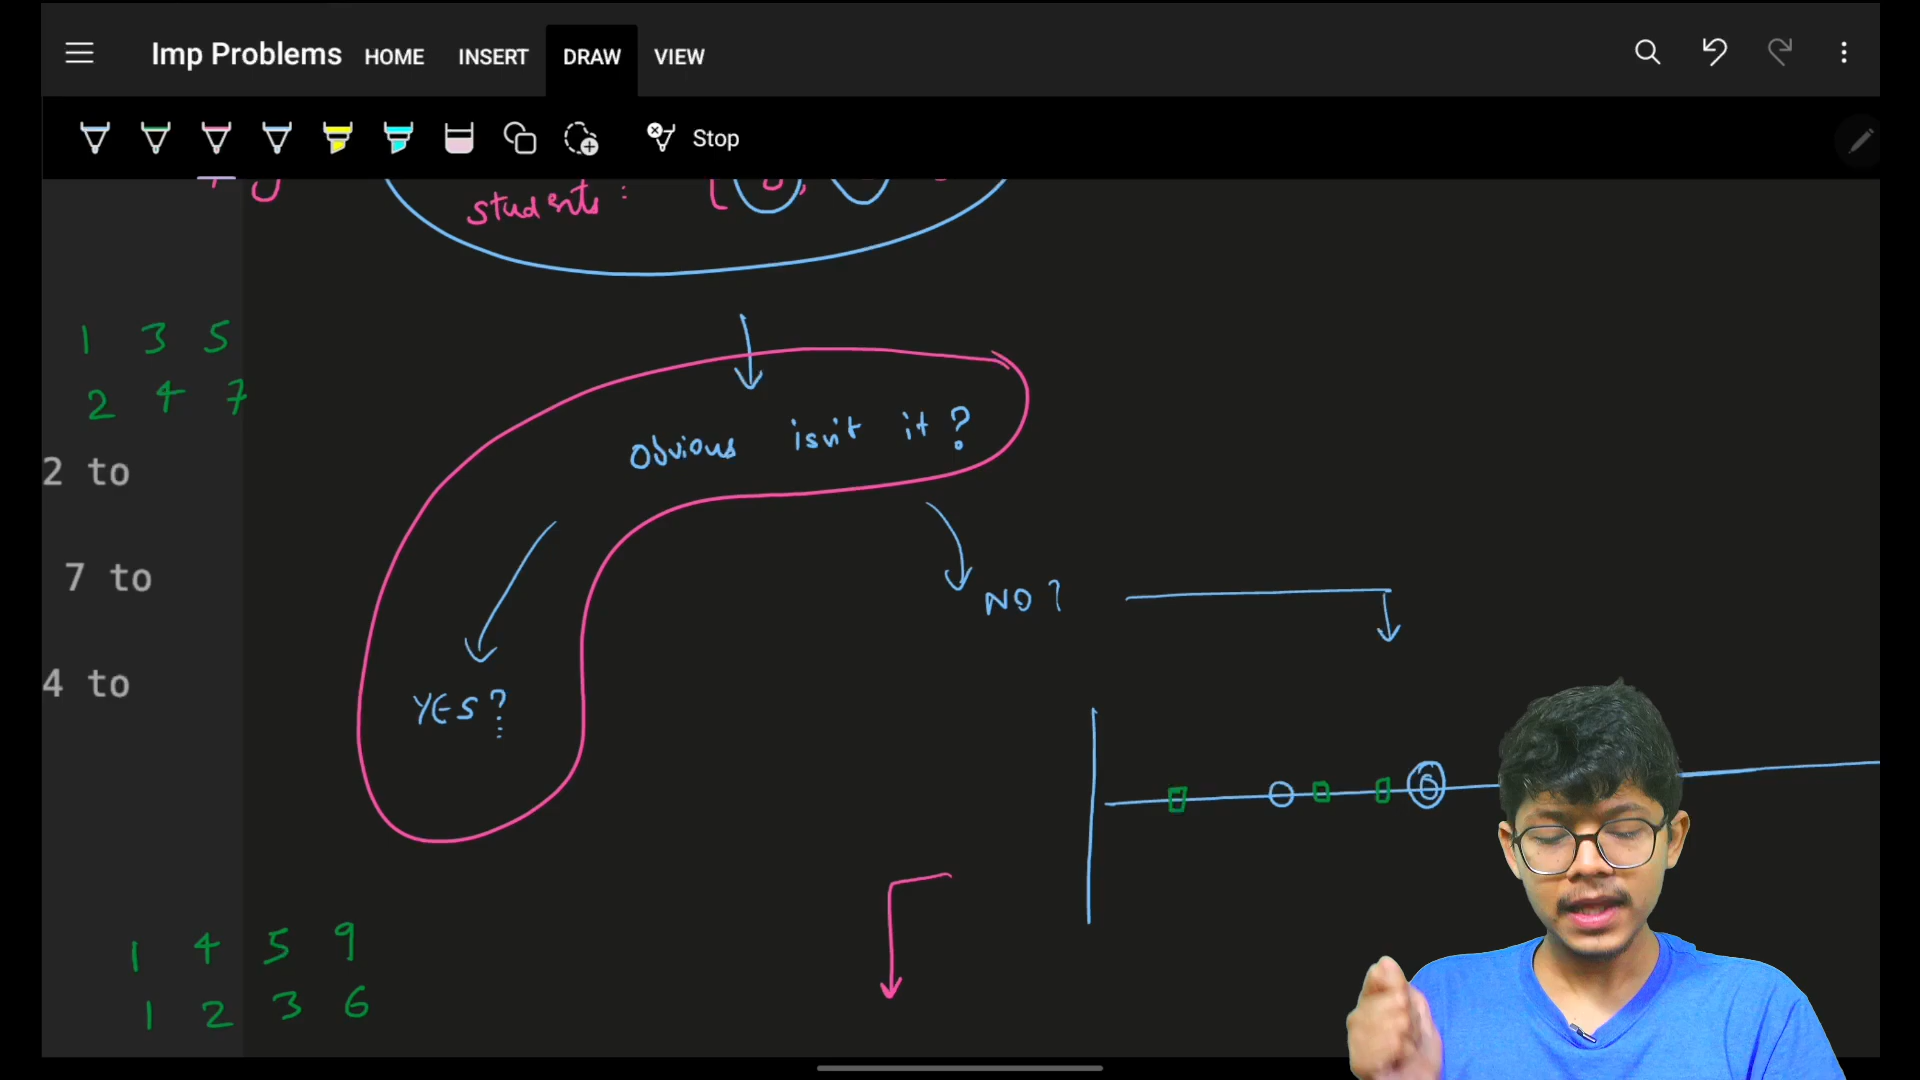 Imp Problems HOME INSERT DRAW VIEW
Stop
students :
1 3 5
2 4 7
2 to
7 to
4 to
obvious isn't it ?
NO ?
YES ?
1 4 5 9
1 2 3 6